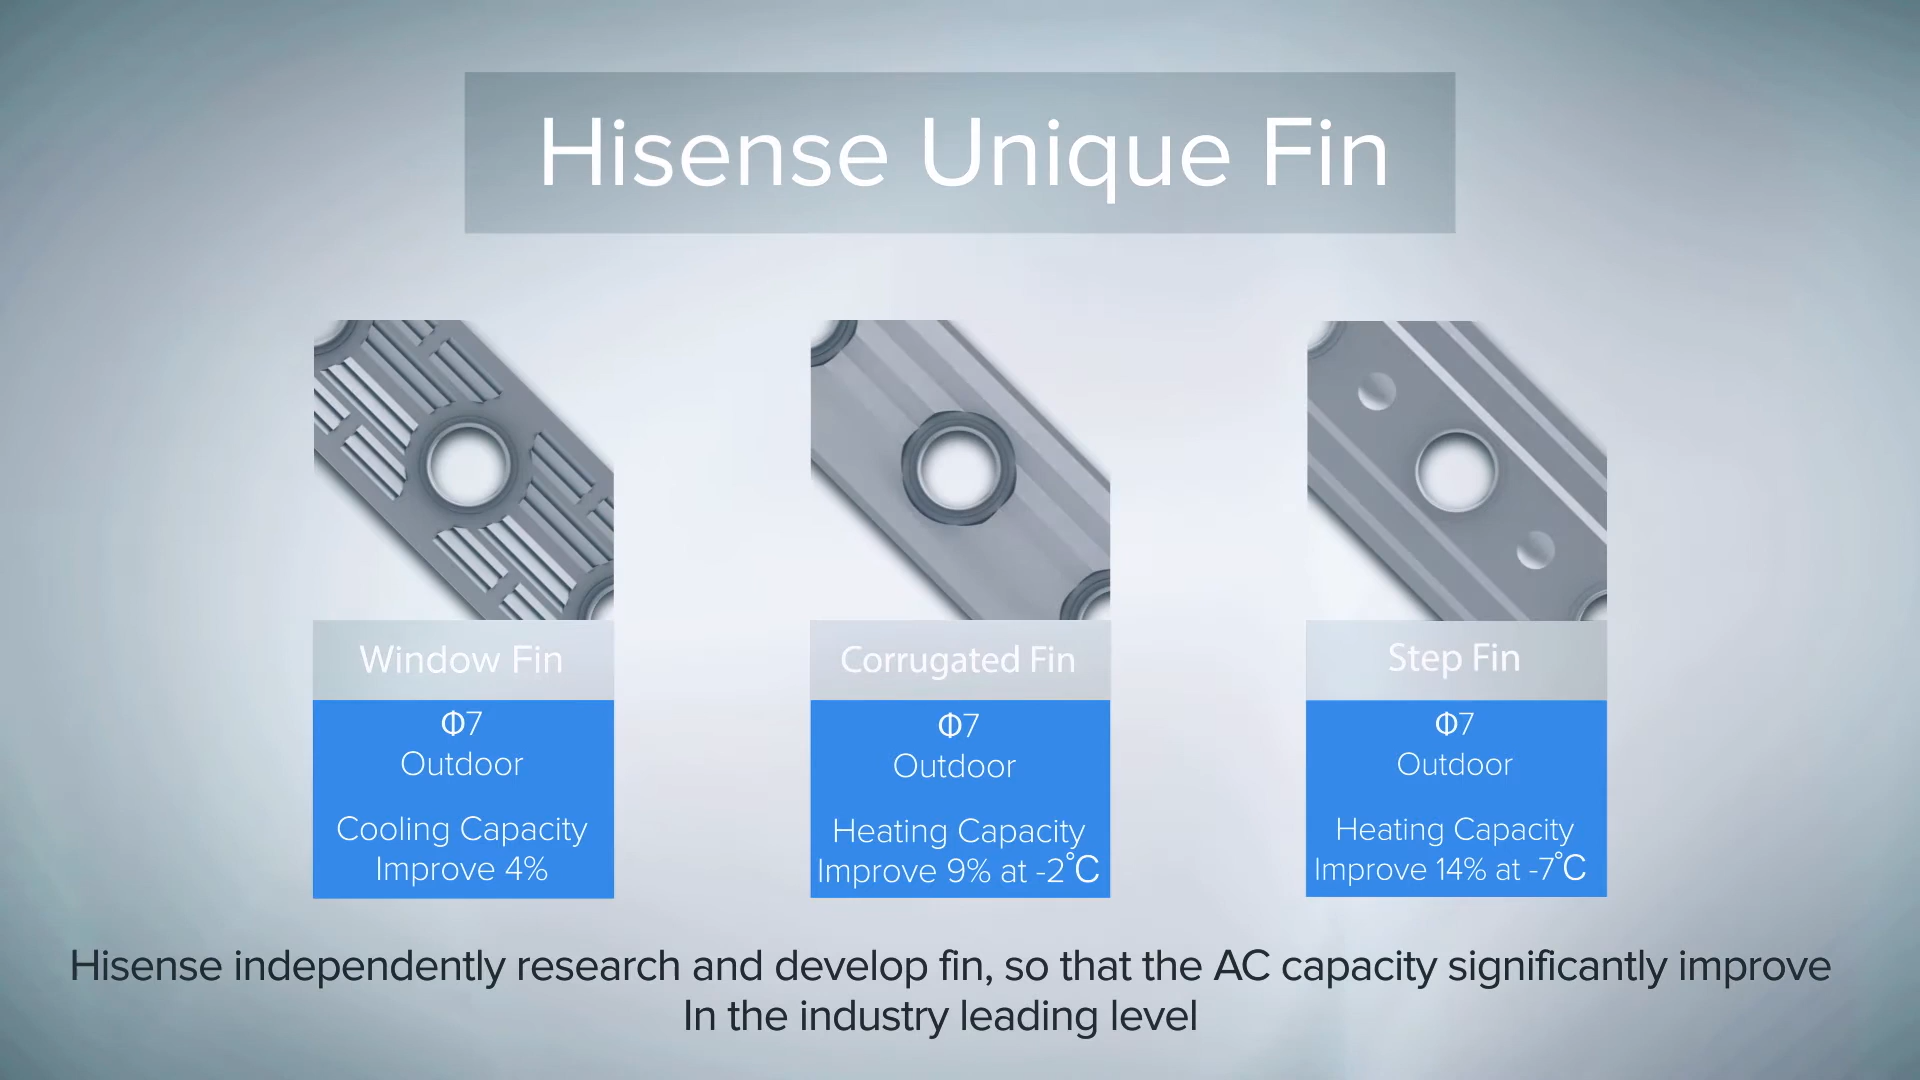 Hisense Unique Fin
Window Fin
Φ7
Outdoor
Cooling Capacity
Improve 4%
Corrugated Fin
Φ7
Outdoor
Heating Capacity
Improve 9% at -2℃
Step Fin
Φ7
Outdoor
Heating Capacity
Improve 14% at -7℃
Hisense independently research and develop fin, so that the AC capacity significantly improve
In the industry leading level